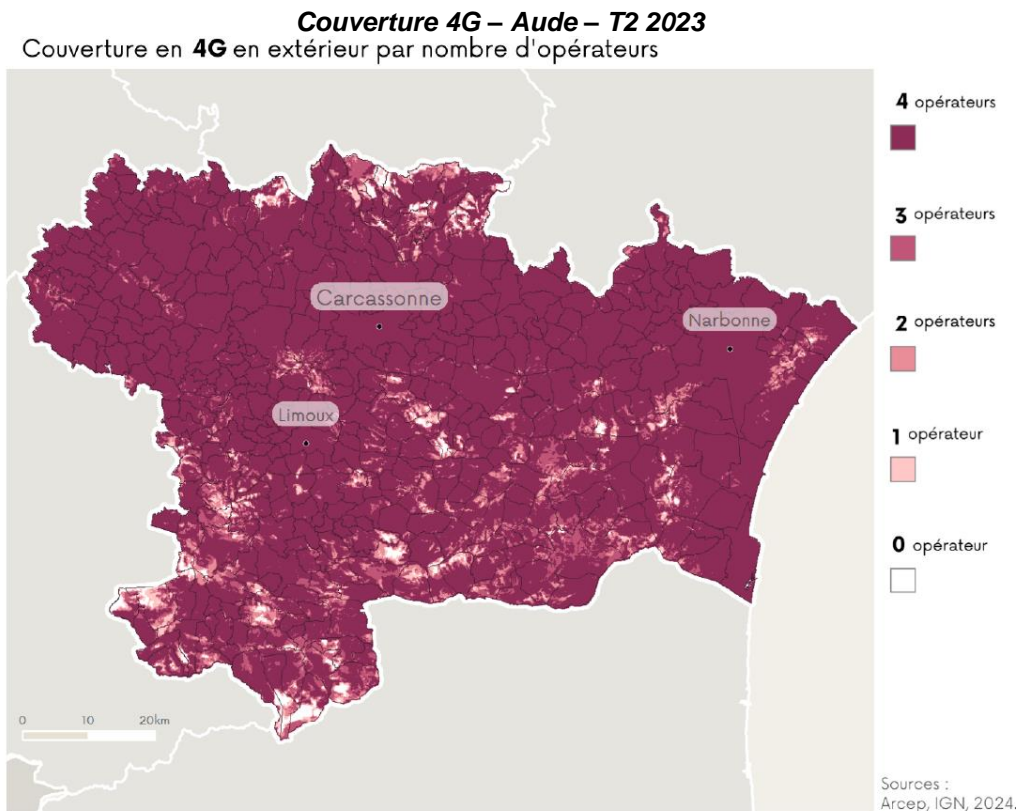 Couverture 4G – Aude – T2 2023
Couverture en 4G en extérieur par nombre d'opérateurs
4 opérateurs
3 opérateurs
2 opérateurs
1 opérateur
0 opérateur
Carcassonne
Narbonne
Limoux
0 10 20km
Sources :
Arcep, IGN, 2024.